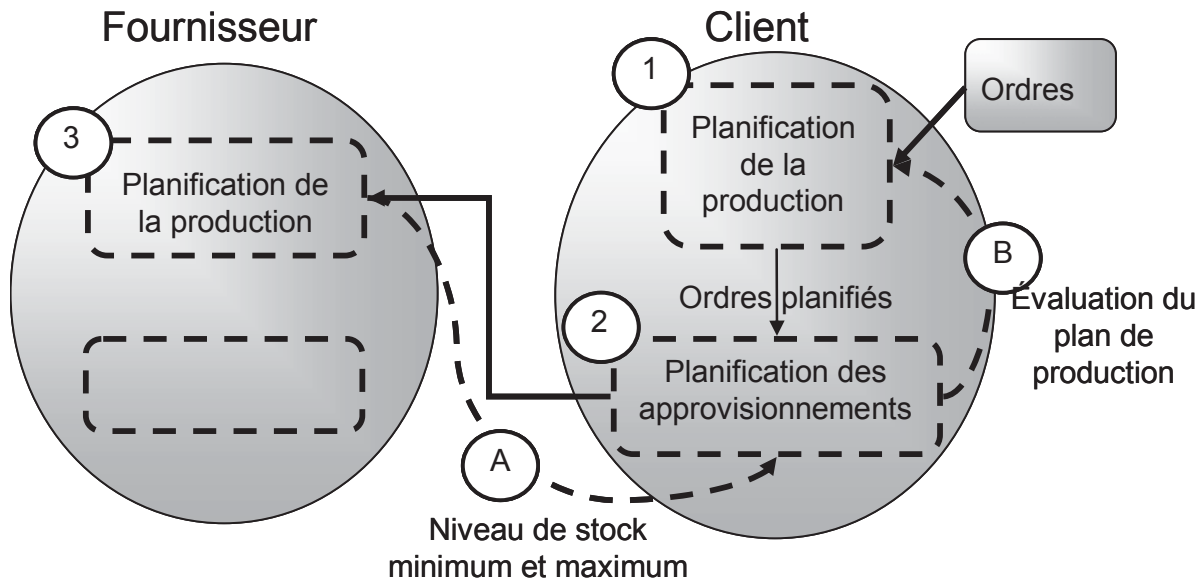 Fournisseur
Client
1
Ordres
Planification
de la
production
3
Planification de
la production
B
Évaluation du
plan de
production
Ordres planifiés
2
Planification des
approvisionnements
A
Niveau de stock
minimum et maximum